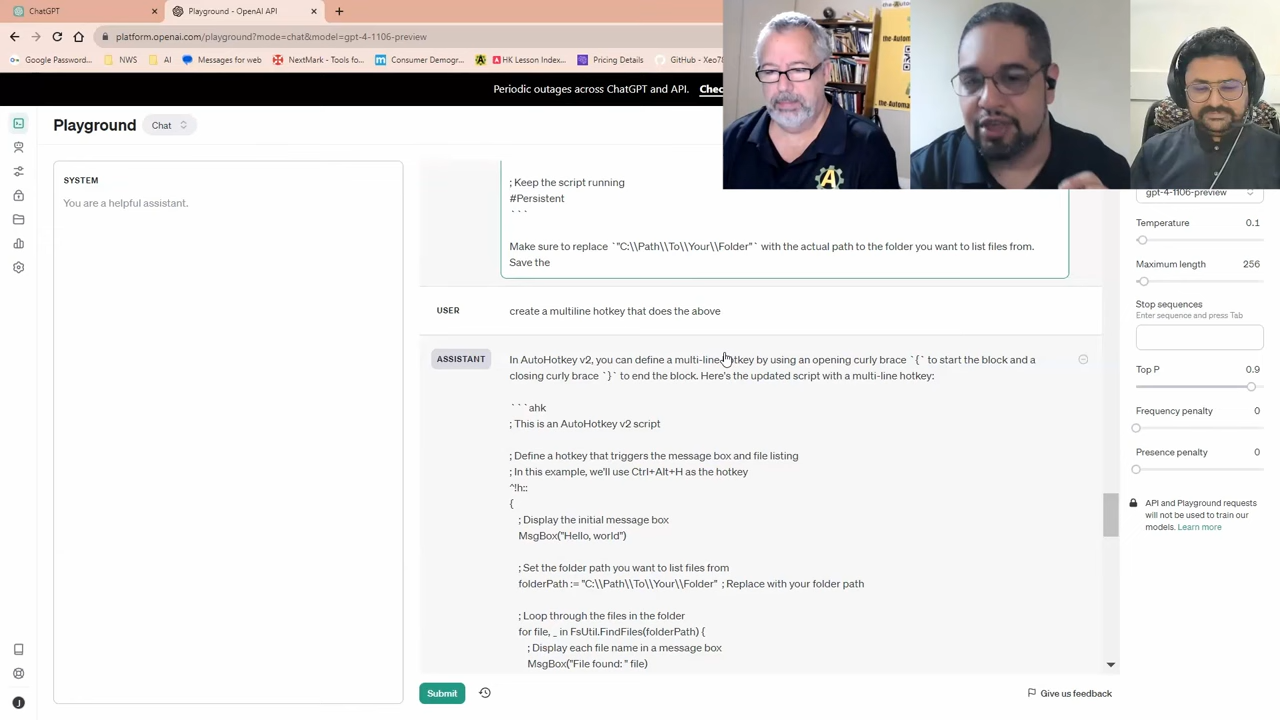 ChatGPT
Playground - OpenAI API
platform.openai.com/playground?mode=chat&model=gpt-4-1106-preview
Google Password...
NWS
AI
Messages for web
NextMark - Tools fo...
Consumer Demogr...
HK Lesson Index...
Pricing Details
GitHub - Xeo78
Periodic outages across ChatGPT and API.
Playground
Chat
SYSTEM
You are a helpful assistant.
; Keep the script running
#Persistent
```
Make sure to replace `"C:\\Path\\To\\Your\\Folder"` with the actual path to the folder you want to list files from.
Save the
USER
create a multiline hotkey that does the above
ASSISTANT
In AutoHotkey v2, you can define a multi-line hotkey by using an opening curly brace `{` to start the block and a
closing curly brace `}` to end the block. Here's the updated script with a multi-line hotkey:
```ahk
; This is an AutoHotkey v2 script
; Define a hotkey that triggers the message box and file listing
; In this example, we'll use Ctrl+Alt+H as the hotkey
^!h::
{
; Display the initial message box
MsgBox("Hello, world")
; Set the folder path you want to list files from
folderPath := "C:\\Path\\To\\Your\\Folder" ; Replace with your folder path
; Loop through the files in the folder
for file, _ in FsUtil.FindFiles(folderPath) {
; Display each file name in a message box
MsgBox("File found: " file)
Submit
Give us feedback
gpt-4-1106-preview
Temperature 0.1
Maximum length 256
Stop sequences
Enter sequence and press Tab
Top P 0.9
Frequency penalty 0
Presence penalty 0
API and Playground requests
will not be used to train our
models. Learn more
J